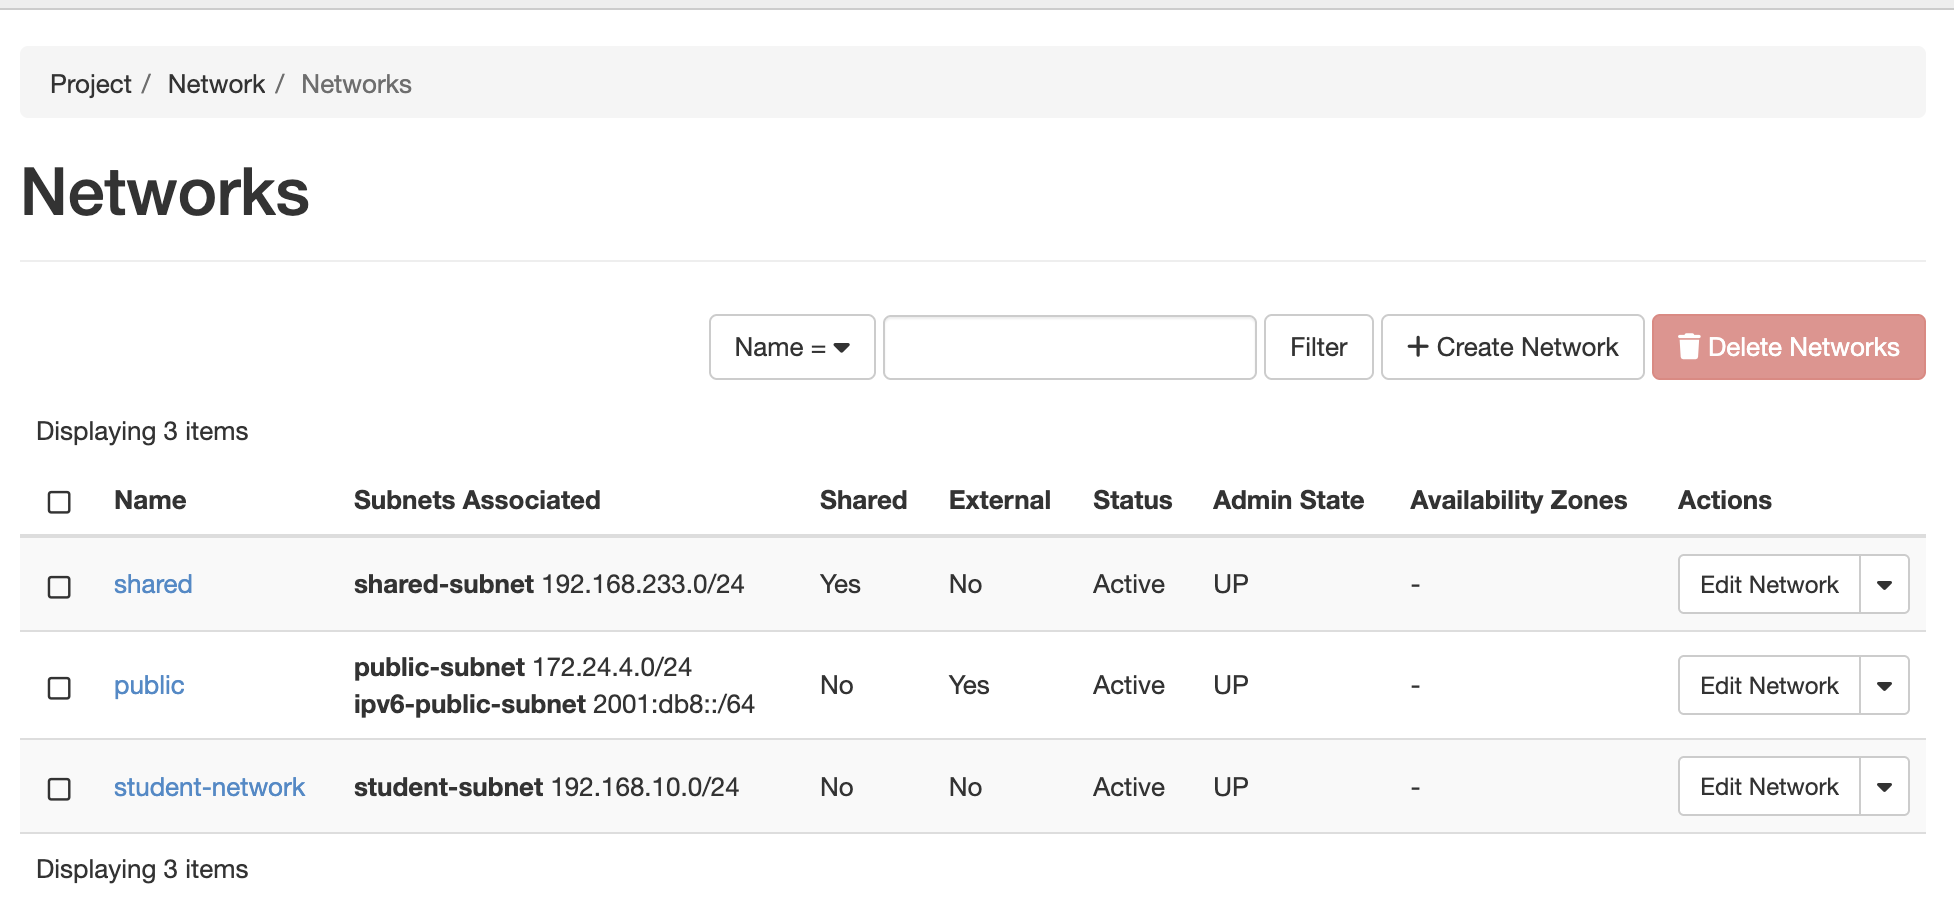 Project / Network / Networks
Networks
Name = Filter + Create Network Delete Networks
Displaying 3 items
Name Subnets Associated Shared External Status Admin State Availability Zones Actions
shared shared-subnet 192.168.233.0/24 Yes No Active UP - Edit Network
public public-subnet 172.24.4.0/24 No Yes Active UP - Edit Network
ipv6-public-subnet 2001:db8::/64
student-network student-subnet 192.168.10.0/24 No No Active UP - Edit Network
Displaying 3 items